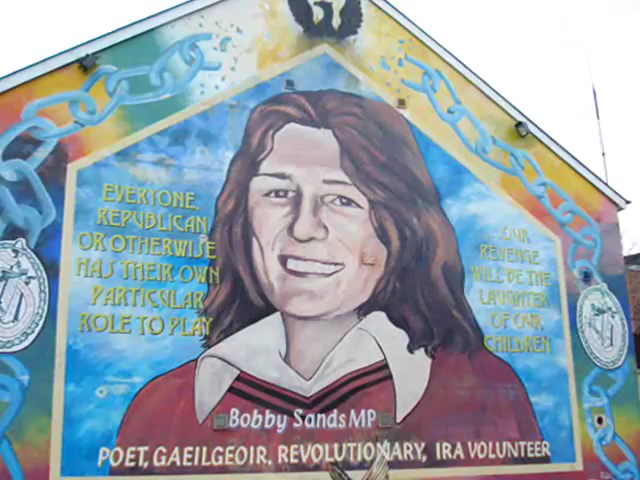 EVERYONE,
REPUBLICAN
OR OTHERWISE
HAS THEIR OWN
PARTICULAR
ROLE TO PLAY
...OUR
REVENGE
WILL BE THE
LAUGHTER
OF OUR
CHILDREN
Bobby Sands MP
POET, GAEILGEOIR, REVOLUTIONARY, IRA VOLUNTEER